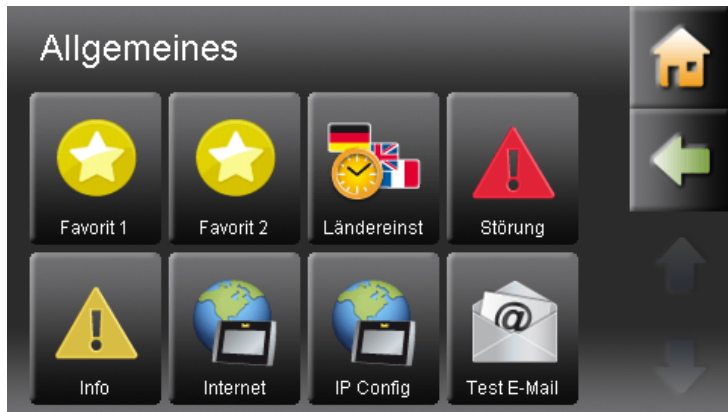 Allgemeines
Favorit 1
Favorit 2
Ländereinst
Störung
Info
Internet
IP Config
@
Test E-Mail